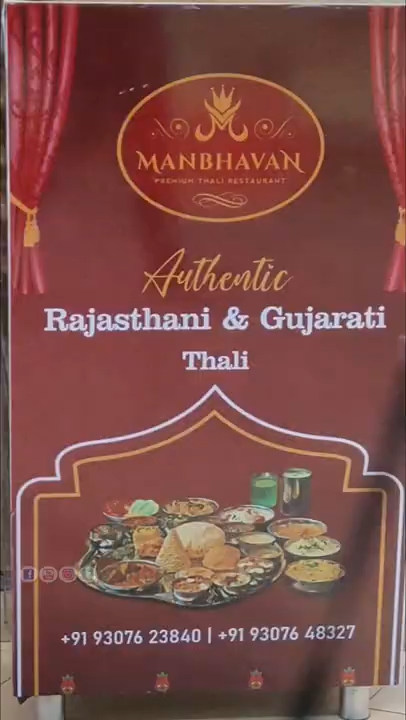 MANBHAVAN
PREMIUM THALI RESTAURANT
Authentic
Rajasthani & Gujarati
Thali
+91 93076 23840 | +91 93076 48327